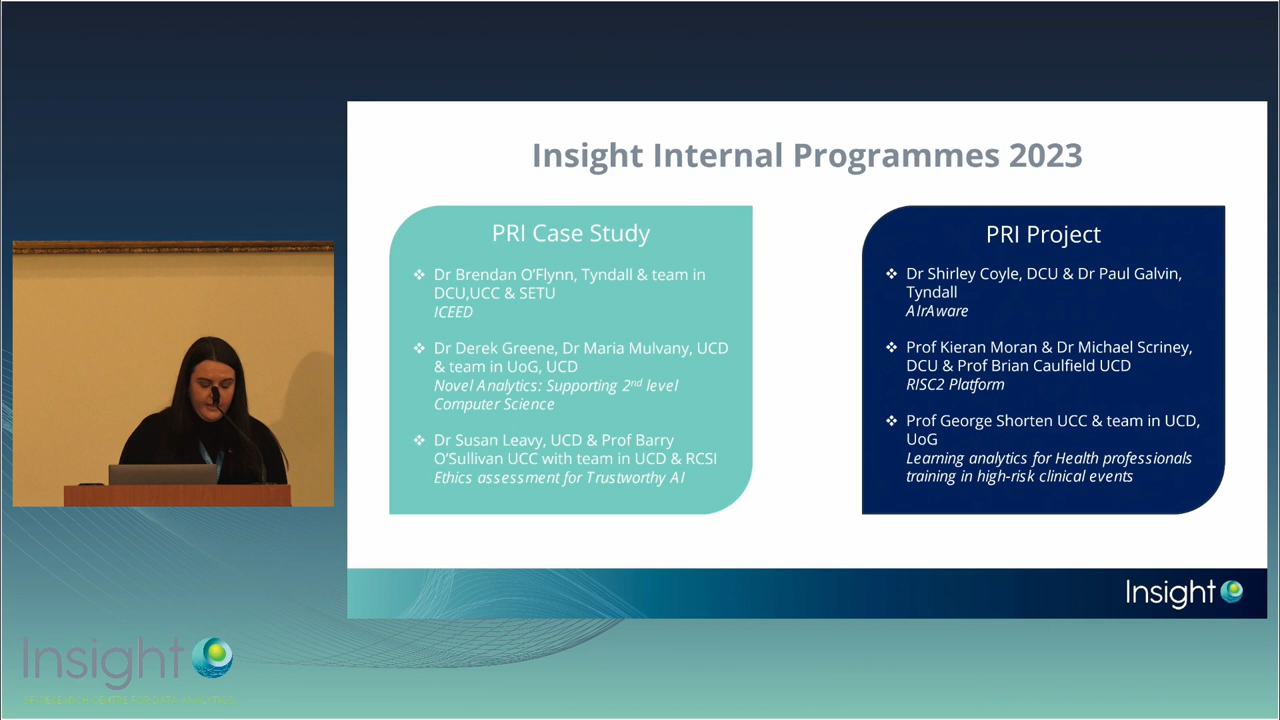 Insight Internal Programmes 2023
PRI Case Study
❖ Dr Brendan O’Flynn, Tyndall & team in
DCU,UCC & SETU
ICEED
❖ Dr Derek Greene, Dr Maria Mulvany, UCD
& team in UoG, UCD
Novel Analytics: Supporting 2nd level
Computer Science
❖ Dr Susan Leavy, UCD & Prof Barry
O’Sullivan UCC with team in UCD & RCSI
Ethics assessment for Trustworthy AI
PRI Project
❖ Dr Shirley Coyle, DCU & Dr Paul Galvin,
Tyndall
AIrAware
❖ Prof Kieran Moran & Dr Michael Scriney,
DCU & Prof Brian Caulfield UCD
RISC2 Platform
❖ Prof George Shorten UCC & team in UCD,
UoG
Learning analytics for Health professionals
training in high-risk clinical events
Insight
Insight
SFI RESEARCH CENTRE FOR DATA ANALYTICS